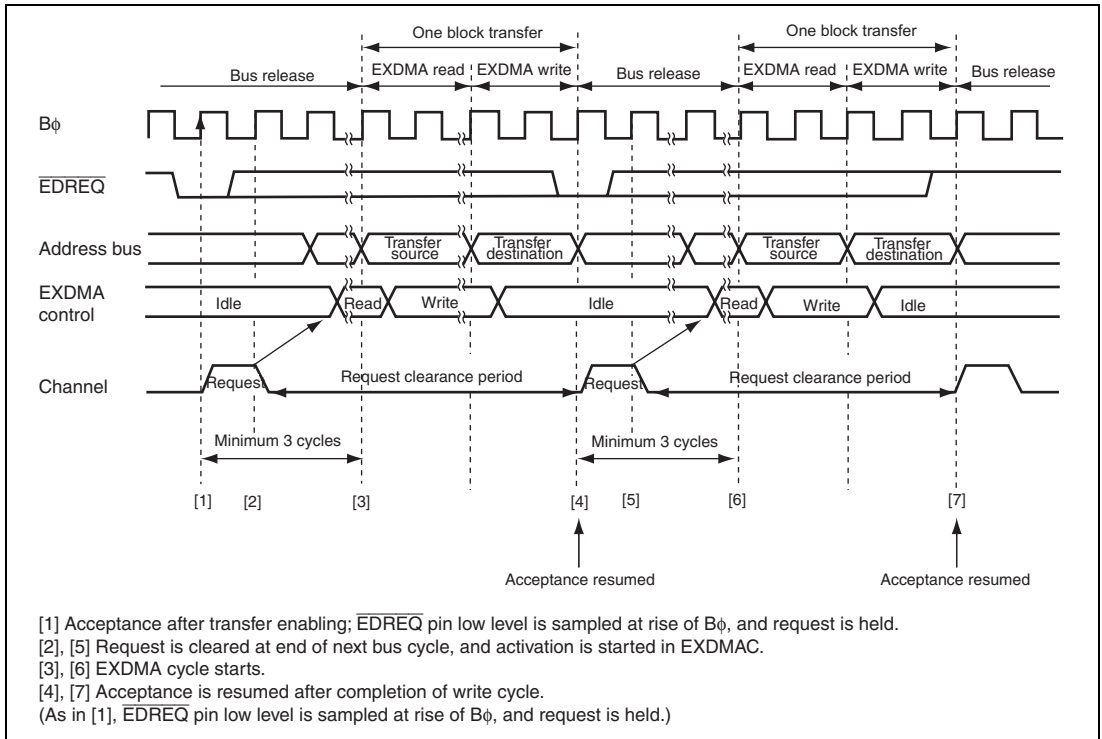 One block transfer
One block transfer
Bus release
EXDMA read
EXDMA write
Bus release
EXDMA read
EXDMA write
Bus release
Bϕ
EDREQ
Address bus
Transfer source
Transfer destination
Transfer source
Transfer destination
EXDMA control
Idle
Read
Write
Idle
Read
Write
Idle
Channel
Request
Request clearance period
Request
Request clearance period
Minimum 3 cycles
Minimum 3 cycles
[1]
[2]
[3]
[4]
[5]
[6]
[7]
Acceptance resumed
Acceptance resumed
[1] Acceptance after transfer enabling; EDREQ pin low level is sampled at rise of Bϕ, and request is held.
[2], [5] Request is cleared at end of next bus cycle, and activation is started in EXDMAC.
[3], [6] EXDMA cycle starts.
[4], [7] Acceptance is resumed after completion of write cycle.
(As in [1], EDREQ pin low level is sampled at rise of Bϕ, and request is held.)